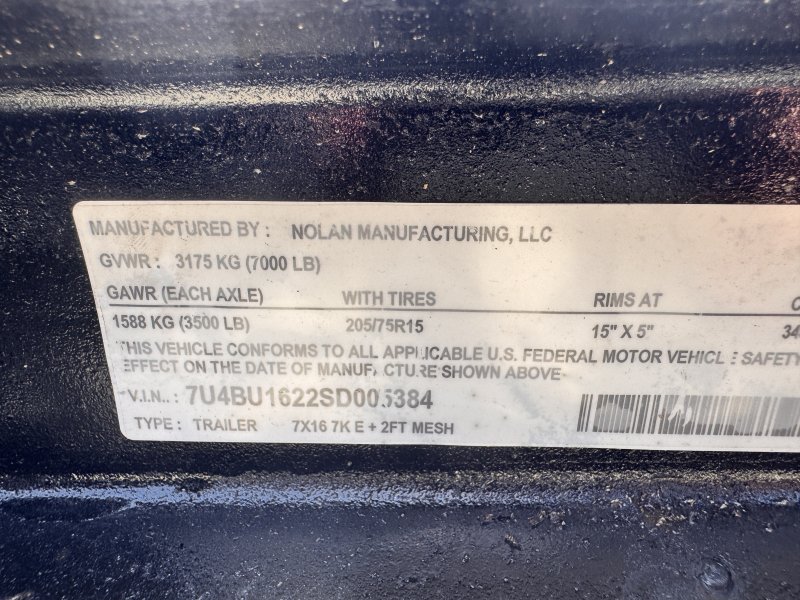 MANUFACTURED BY : NOLAN MANUFACTURING, LLC
GVWR : 3175 KG (7000 LB)
GAWR (EACH AXLE) WITH TIRES RIMS AT
1588 KG (3500 LB) 205/75R15 15" X 5"
THIS VEHICLE CONFORMS TO ALL APPLICABLE U.S. FEDERAL MOTOR VEHICLE SAFETY
EFFECT ON THE DATE OF MANUFACTURE SHOWN ABOVE
V.I.N.. : 7U4BU1622SD005384
TYPE : TRAILER 7X16 7K E + 2FT MESH